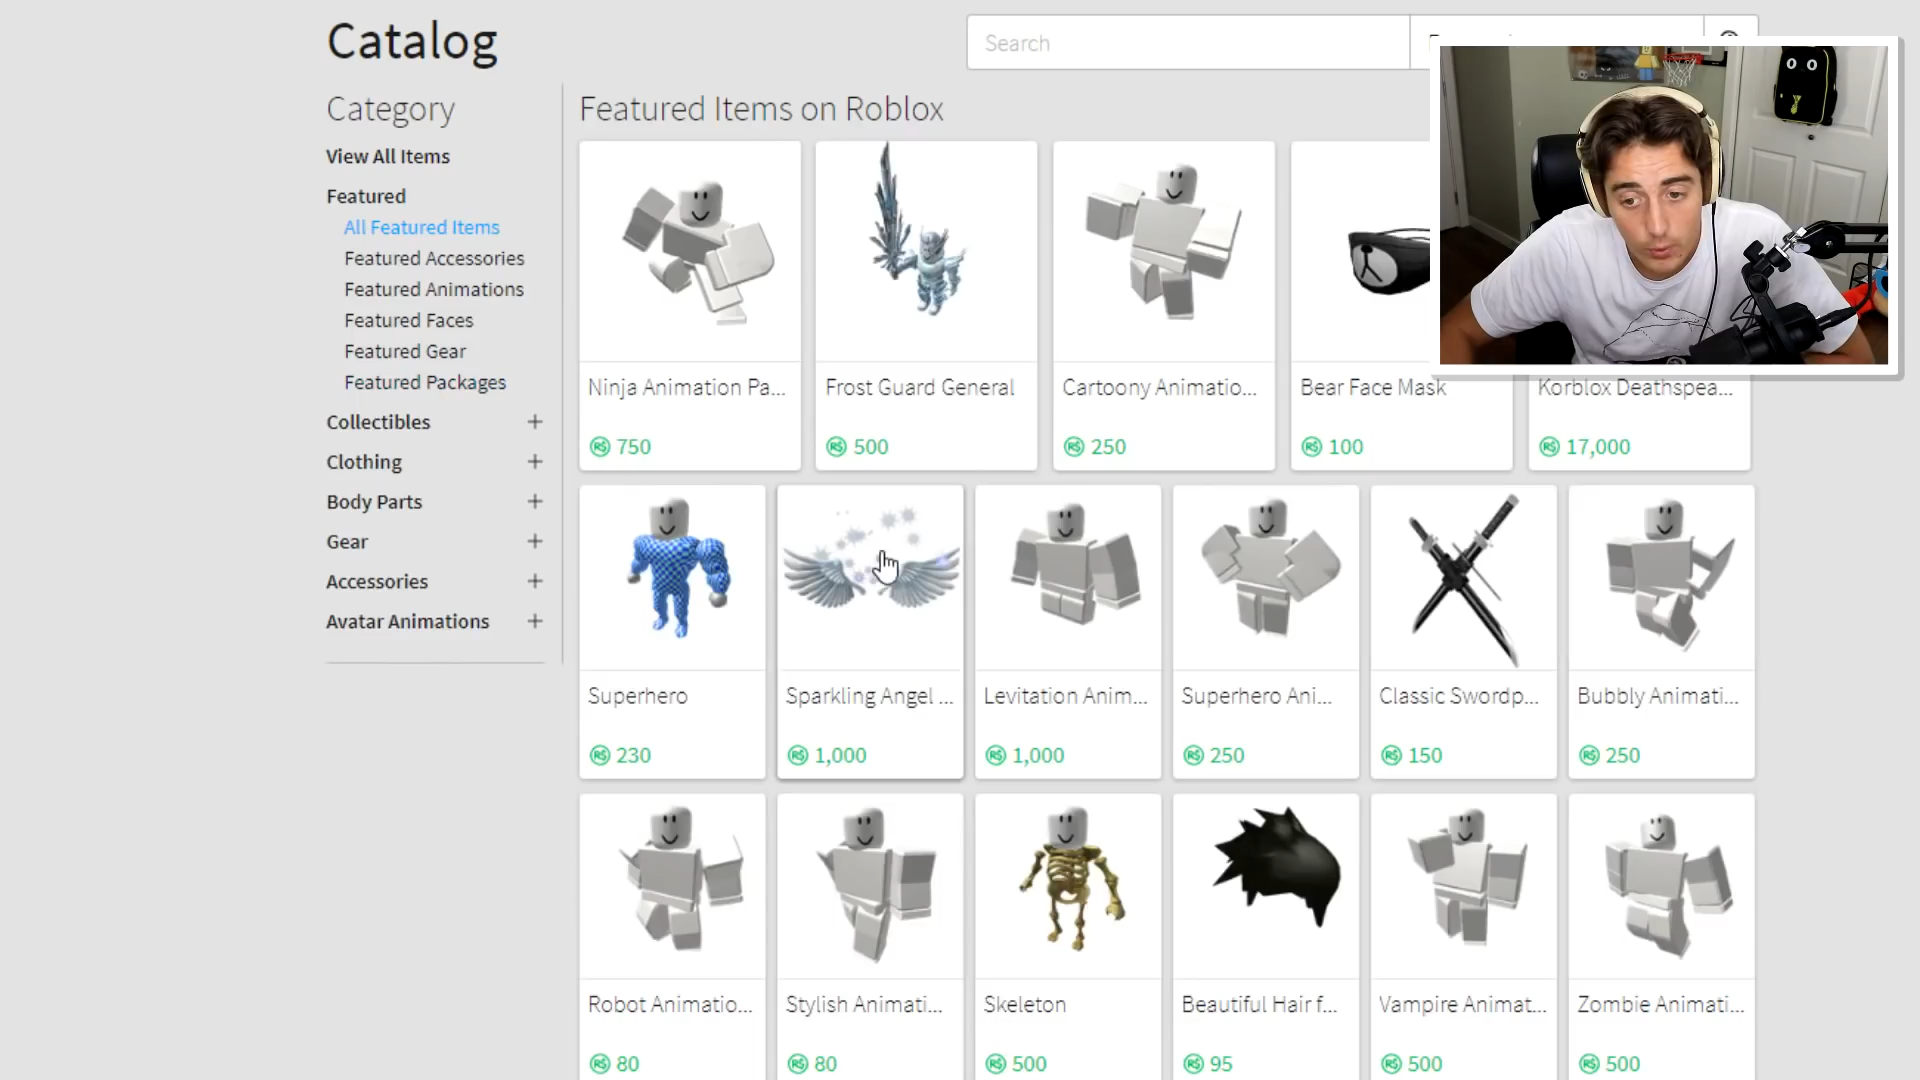 Catalog
Search
Category
View All Items
Featured
All Featured Items
Featured Accessories
Featured Animations
Featured Faces
Featured Gear
Featured Packages
Collectibles +
Clothing +
Body Parts +
Gear +
Accessories +
Avatar Animations +
Featured Items on Roblox
Ninja Animation Pa... Frost Guard General Cartoony Animatio... Bear Face Mask Korblox Deathspea...
R$ 750 R$ 500 R$ 250 R$ 100 R$ 17,000
Superhero Sparkling Angel ... Levitation Anim... Superhero Ani... Classic Swordp... Bubbly Animati...
R$ 230 R$ 1,000 R$ 1,000 R$ 250 R$ 150 R$ 250
Robot Animatio... Stylish Animati... Skeleton Beautiful Hair f... Vampire Animat... Zombie Animati...
R$ 80 R$ 80 R$ 500 R$ 95 R$ 500 R$ 500